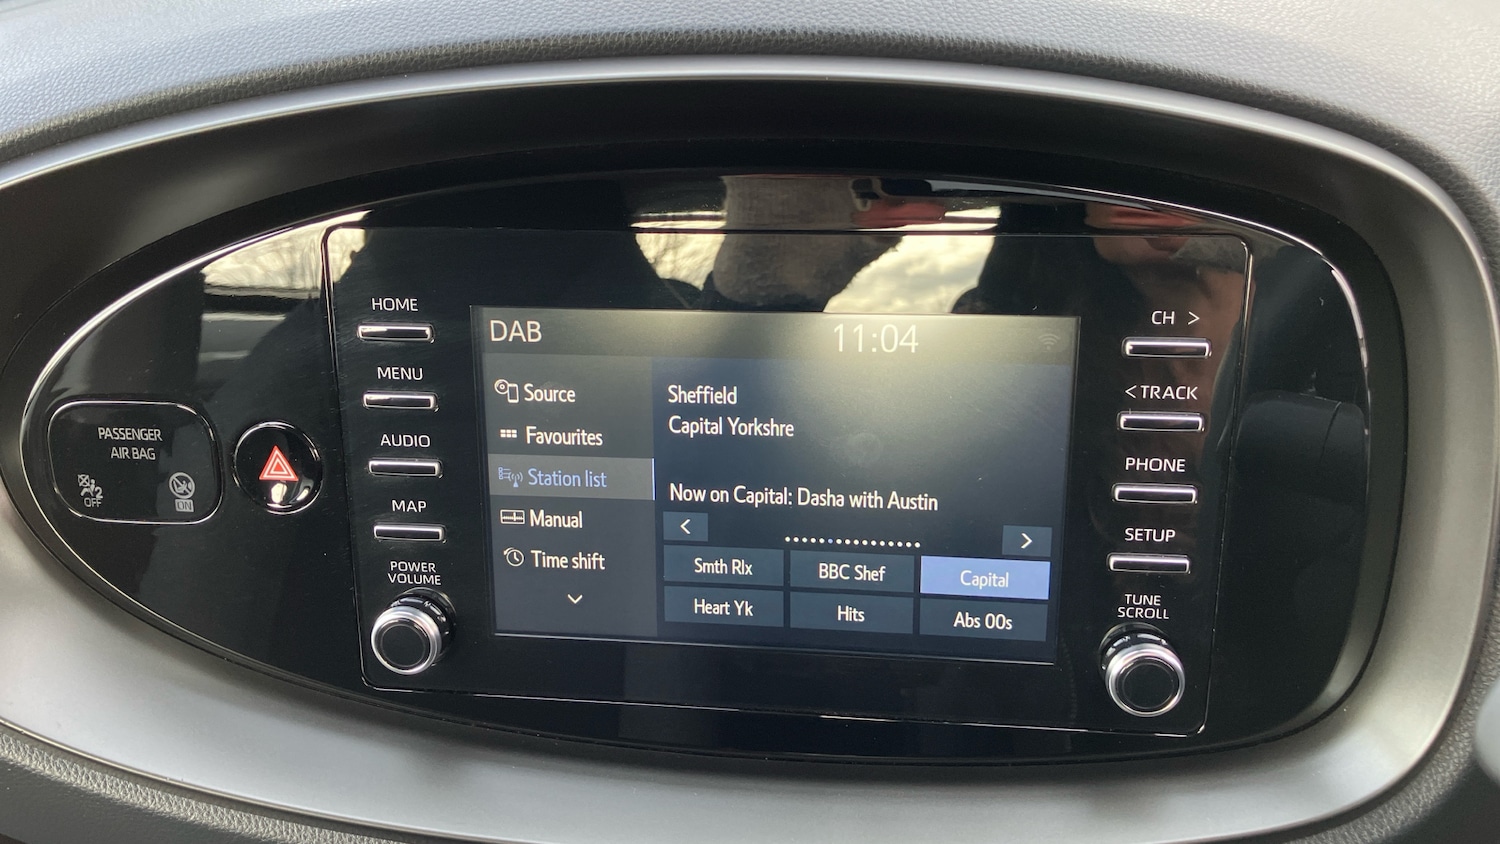 PASSENGER
AIR BAG
2
OFF
ON
HOME
MENU
AUDIO
MAP
POWER
VOLUME
DAB
11:04
Source
Favourites
Station list
Manual
Time shift
Sheffield
Capital Yorkshre
Now on Capital: Dasha with Austin
< >
Smth Rlx BBC Shef Capital
Heart Yk Hits Abs 00s
CH >
< TRACK
PHONE
SETUP
TUNE
SCROLL